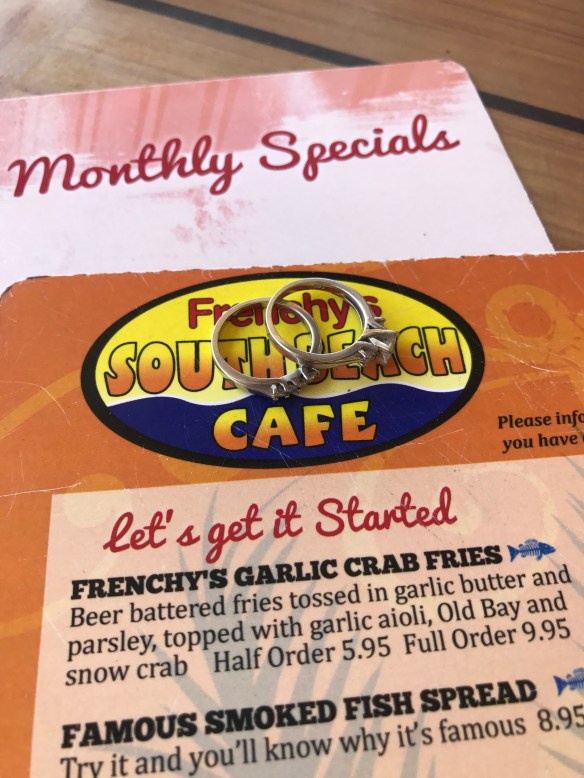 Monthly Specials
Frenchy's
SOUTH BEACH
CAFE
Please info
you have
Let's get it Started
FRENCHY'S GARLIC CRAB FRIES
Beer battered fries tossed in garlic butter and
parsley, topped with garlic aioli, Old Bay and
snow crab Half Order 5.95 Full Order 9.95
FAMOUS SMOKED FISH SPREAD
Try it and you'll know why it's famous 8.95